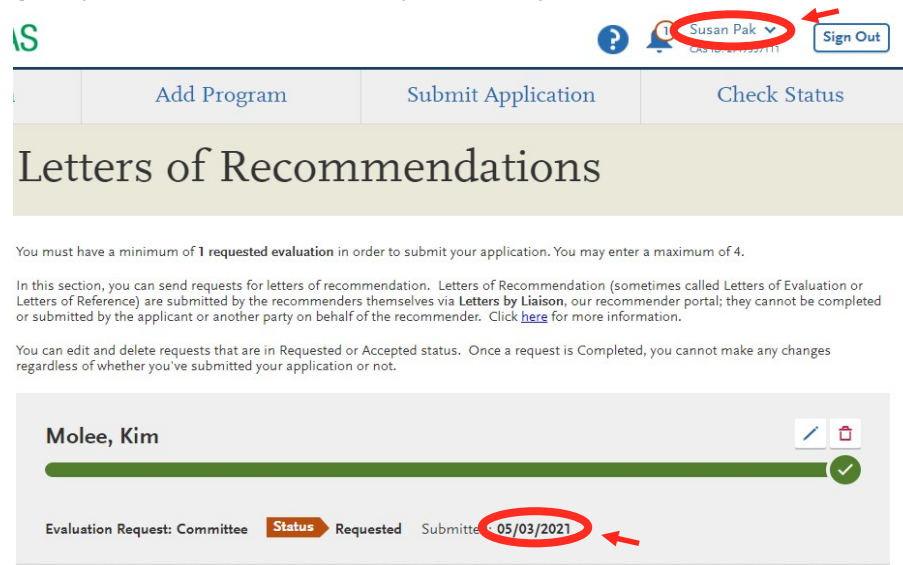 AS
1
Susan Pak
Sign Out
Add Program
Submit Application
Check Status
Letters of Recommendations
You must have a minimum of 1 requested evaluation in order to submit your application. You may enter a maximum of 4.
In this section, you can send requests for letters of recommendation. Letters of Recommendation (sometimes called Letters of Evaluation or
Letters of Reference) are submitted by the recommenders themselves via Letters by Liaison, our recommender portal; they cannot be completed
or submitted by the applicant or another party on behalf of the recommender. Click here for more information.
You can edit and delete requests that are in Requested or Accepted status. Once a request is Completed, you cannot make any changes
regardless of whether you've submitted your application or not.
Molee, Kim
Evaluation Request: Committee Status Requested Submitted: 05/03/2021